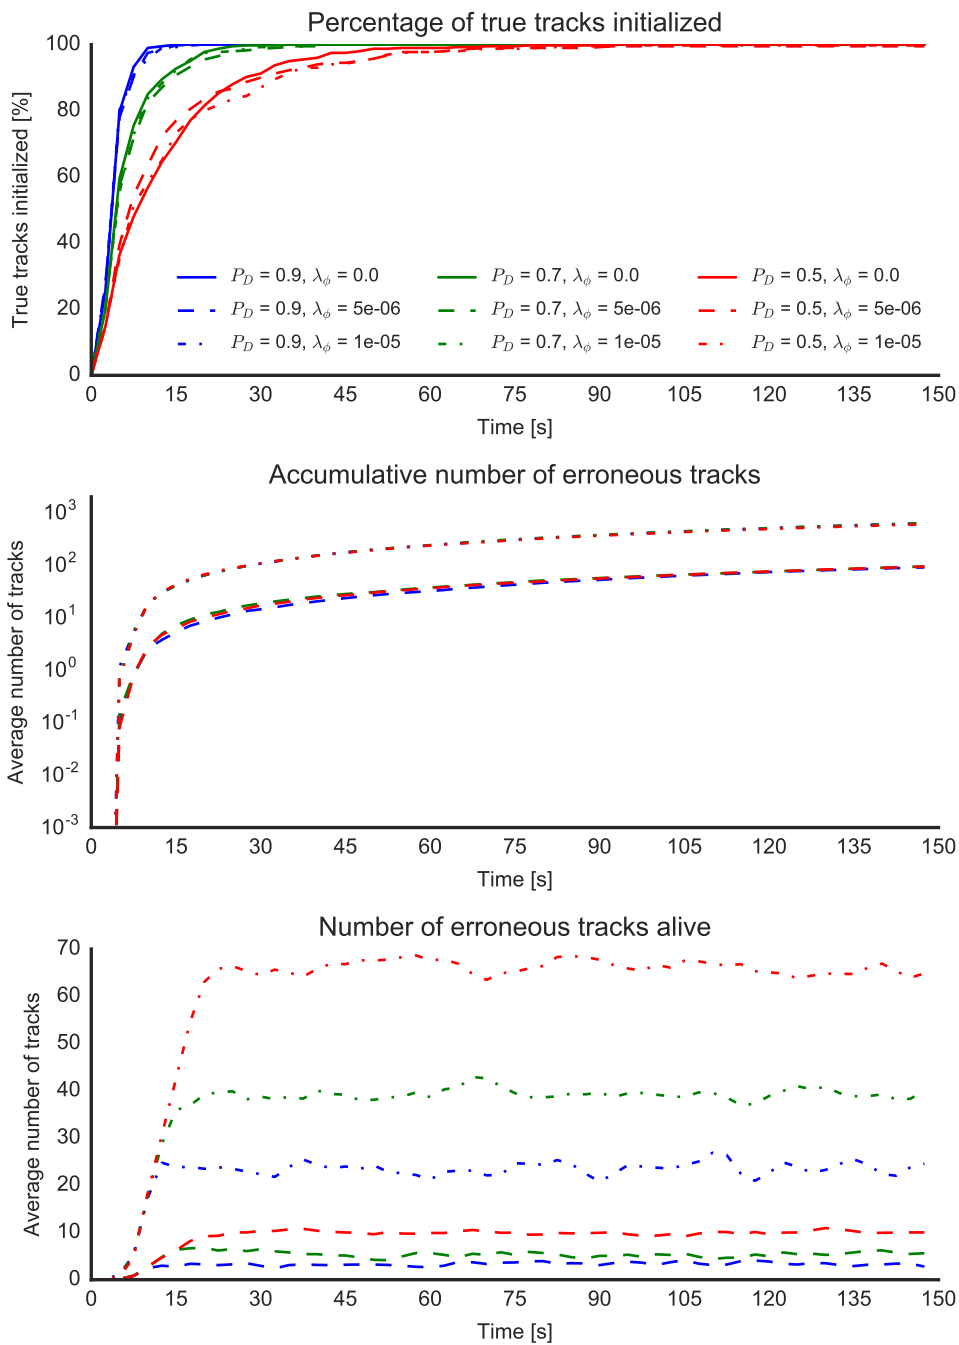 Percentage of true tracks initialized
True tracks initialized [%]
100
80
60
40
20
0
P_D = 0.9, λ_ϕ = 0.0
P_D = 0.7, λ_ϕ = 0.0
P_D = 0.5, λ_ϕ = 0.0
P_D = 0.9, λ_ϕ = 5e-06
P_D = 0.7, λ_ϕ = 5e-06
P_D = 0.5, λ_ϕ = 5e-06
P_D = 0.9, λ_ϕ = 1e-05
P_D = 0.7, λ_ϕ = 1e-05
P_D = 0.5, λ_ϕ = 1e-05
0 15 30 45 60 75 90 105 120 135 150
Time [s]
Accumulative number of erroneous tracks
Average number of tracks
10^3
10^2
10^1
10^0
10^-1
10^-2
10^-3
0 15 30 45 60 75 90 105 120 135 150
Time [s]
Number of erroneous tracks alive
Average number of tracks
70
60
50
40
30
20
10
0
0 15 30 45 60 75 90 105 120 135 150
Time [s]